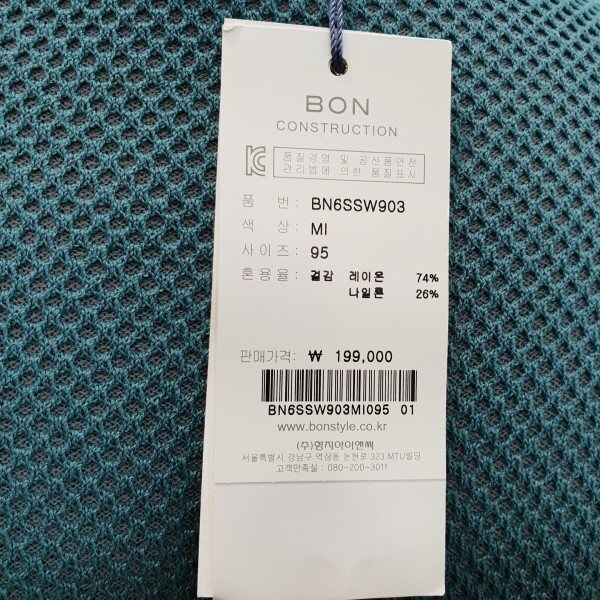 BON
CONSTRUCTION
품질경영 및 공산품안전
관리법에 의한 품질표시
품 번 : BN6SSW903
색 상 : MI
사이즈 : 95
혼용율 : 겉감 레이온 74%
나일론 26%
판매가격: ₩ 199,000
BN6SSW903MI095 01
www.bonstyle.co.kr
(주)형지아이앤씨
서울특별시 강남구 역삼동 논현로 323 MTU빌딩
고객만족실 : 080-200-3011